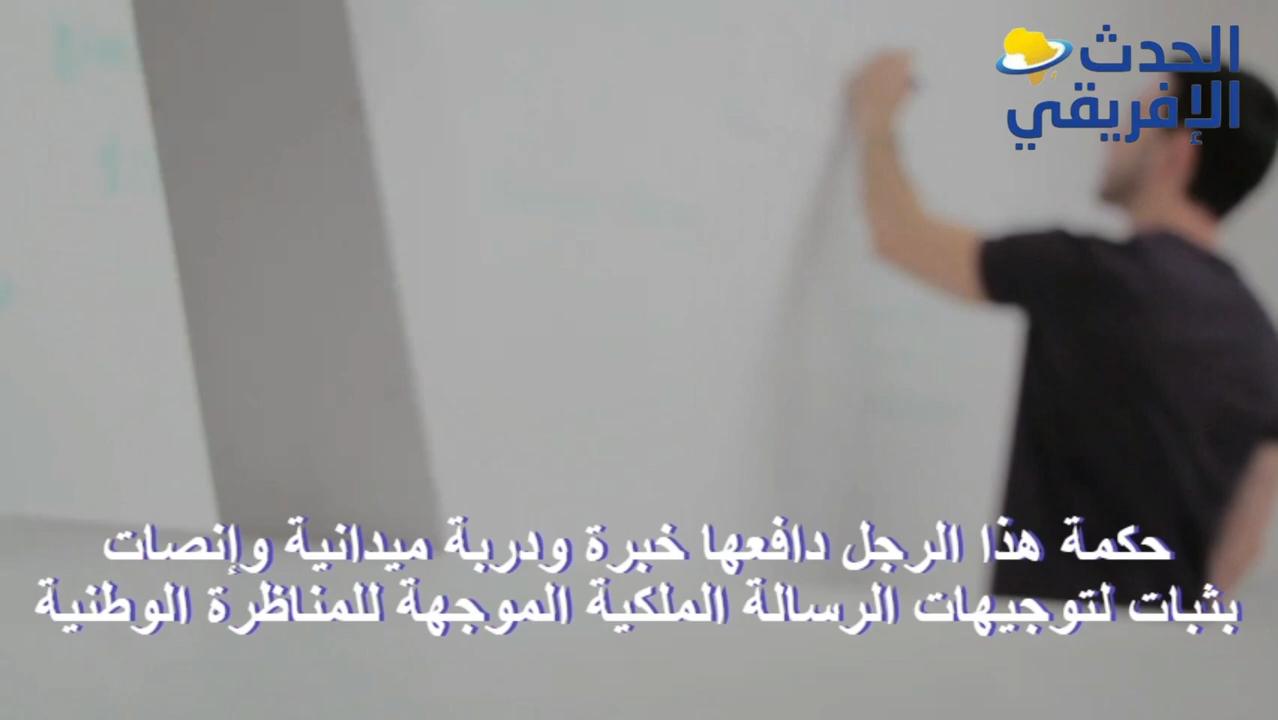 الحدث
الإفريقي
حكمة هذا الرجل دافعها خبرة ودربة ميدانية وإنصات
بثبات لتوجيهات الرسالة الملكية الموجهة للمناظرة الوطنية